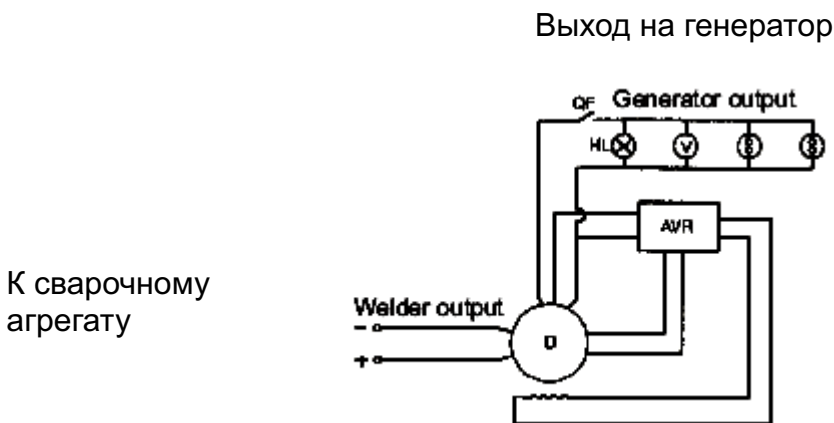 Выход на генератор
QF Generator output
HL
V
AVR
К сварочному
агрегату
Welder output
-
+
D